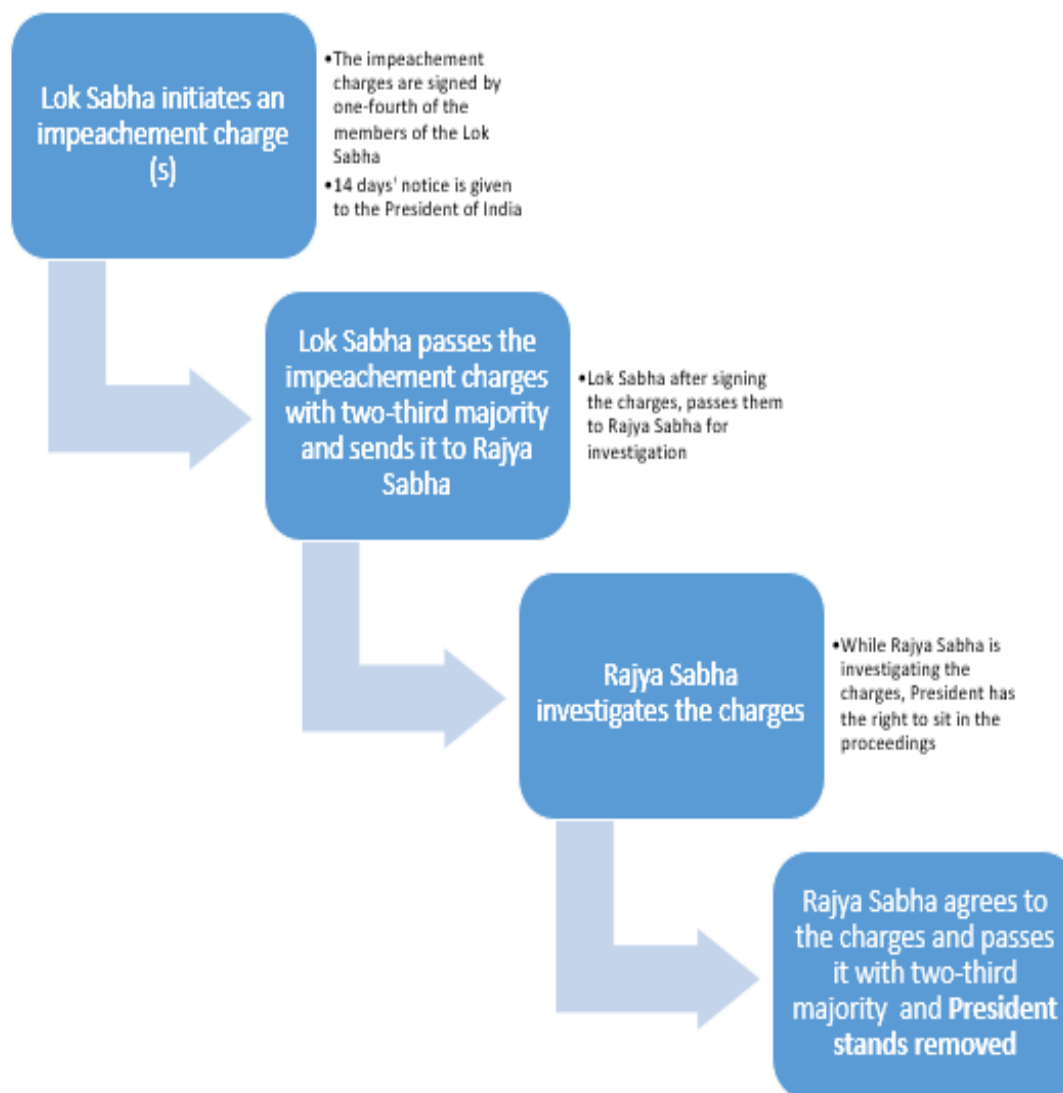 Lok Sabha initiates an
impeachement charge
(s)
•The impeachement
charges are signed by
one-fourth of the
members of the Lok
Sabha
•14 days' notice is given
to the President of India
Lok Sabha passes the
impeachement charges
with two-third majority
and sends it to Rajya
Sabha
•Lok Sabha after signing
the charges, passes them
to Rajya Sabha for
investigation
Rajya Sabha
investigates the charges
•While Rajya Sabha is
investigating the
charges, President has
the right to sit in the
proceedings
Rajya Sabha agrees to
the charges and passes
it with two-third
majority and President
stands removed